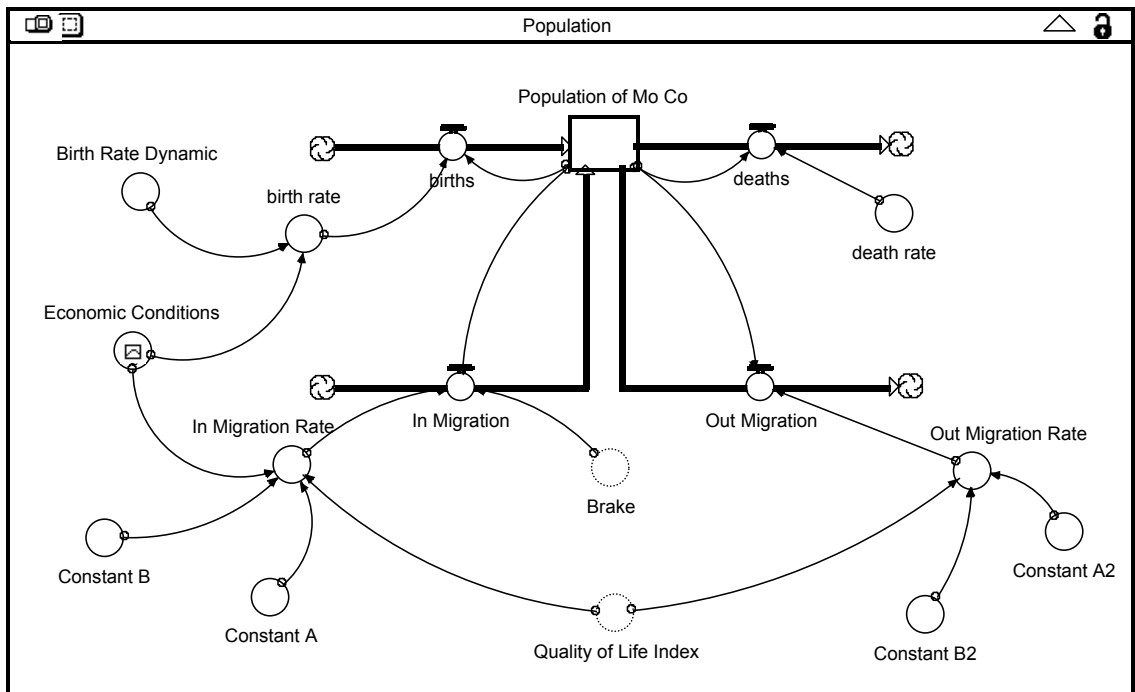 Population
Population of Mo Co
Birth Rate Dynamic
births
deaths
birth rate
death rate
Economic Conditions
In Migration Rate
In Migration
Out Migration
Out Migration Rate
Brake
Constant B
Constant A2
Constant A
Quality of Life Index
Constant B2